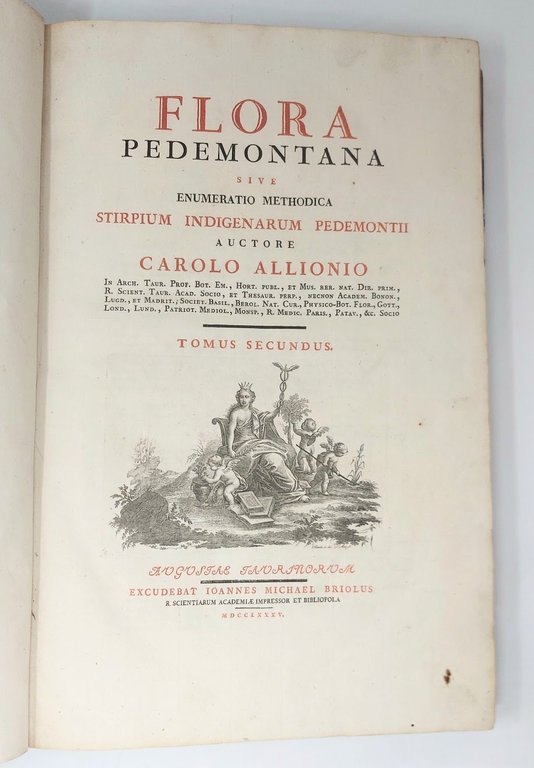 FLORA
PEDEMONTANA
SIVE
ENUMERATIO METHODICA
STIRPIUM INDIGENARUM PEDEMONTII
AUCTORE
CAROLO ALLIONIO
In Arch. Taur. Prof. Bot. Em., Hort. publ., et Mus. rer. nat. Dir. prim.,
R. Scient. Taur. Acad. Socio, et Thesaur. perp., necnon Academ. Bonon.,
Lugd., et Madrit., Societ. Basil., Berol. Nat. Cur., Physico-Bot. Flor., Gott.,
Lond., Lund., Patriot. Mediol., Monsp., R. Medic. Paris., Patav., &c. Socio
TOMUS SECUNDUS.
AUGUSTAE TAURINORUM
EXCUDEBAT IOANNES MICHAEL BRIOLUS
R. SCIENTIARUM ACADEMIÆ IMPRESSOR ET BIBLIOPOLA
MDCCLXXXV.